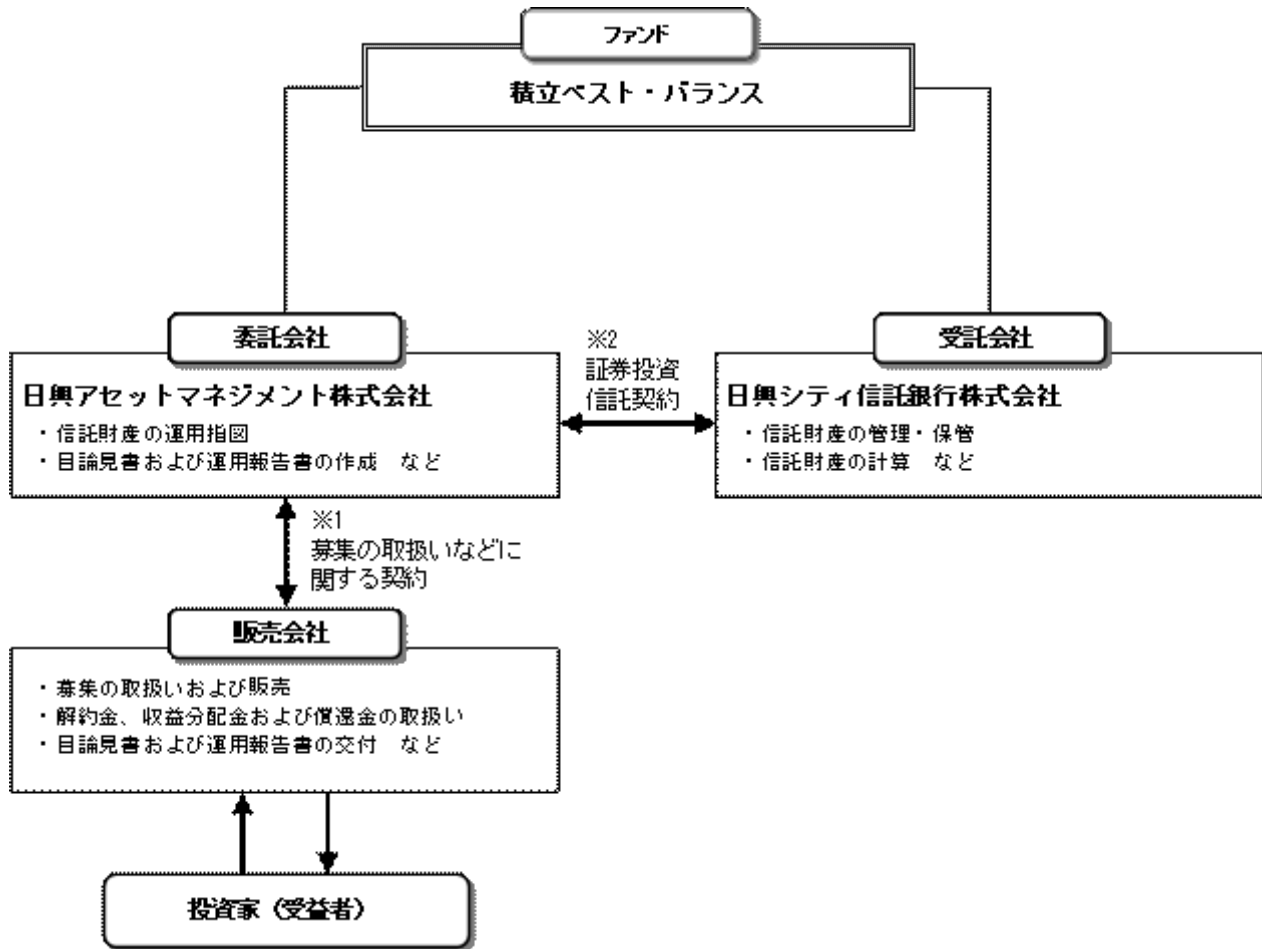 ファンド
積立ベスト・バランス
委託会社
日興アセットマネジメント株式会社
・信託財産の運用指図
・目論見書および運用報告書の作成　など
※2
証券投資
信託契約
受託会社
日興シティ信託銀行株式会社
・信託財産の管理・保管
・信託財産の計算　など
※1
募集の取扱いなどに
関する契約
販売会社
・募集の取扱いおよび販売
・解約金、収益分配金および償還金の取扱い
・目論見書および運用報告書の交付　など
投資家（受益者）